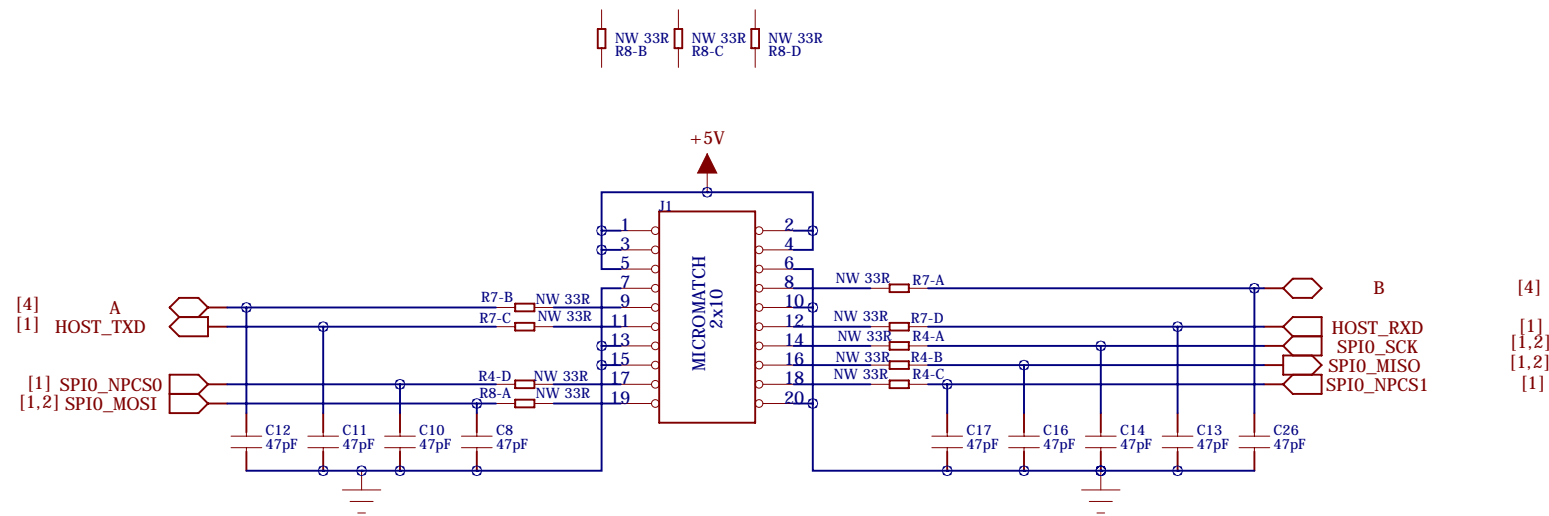 NW 33R NW 33R NW 33R
R8-B R8-C R8-D
+5V
J1
1 2
3 4
5 6
7 8
9 10
11 12
13 14
15 16
17 18
19 20
MICROMATCH
2x10
[4] A R7-B NW 33R
[1] HOST_TXD R7-C NW 33R
[1] SPI0_NPCS0 R4-D NW 33R
[1,2] SPI0_MOSI R8-A NW 33R
NW 33R R7-A B [4]
NW 33R R7-D HOST_RXD [1]
NW 33R R4-A SPI0_SCK [1,2]
NW 33R R4-B SPI0_MISO [1,2]
NW 33R R4-C SPI0_NPCS1 [1]
C12 C11 C10 C8 C17 C16 C14 C13 C26
47pF 47pF 47pF 47pF 47pF 47pF 47pF 47pF 47pF